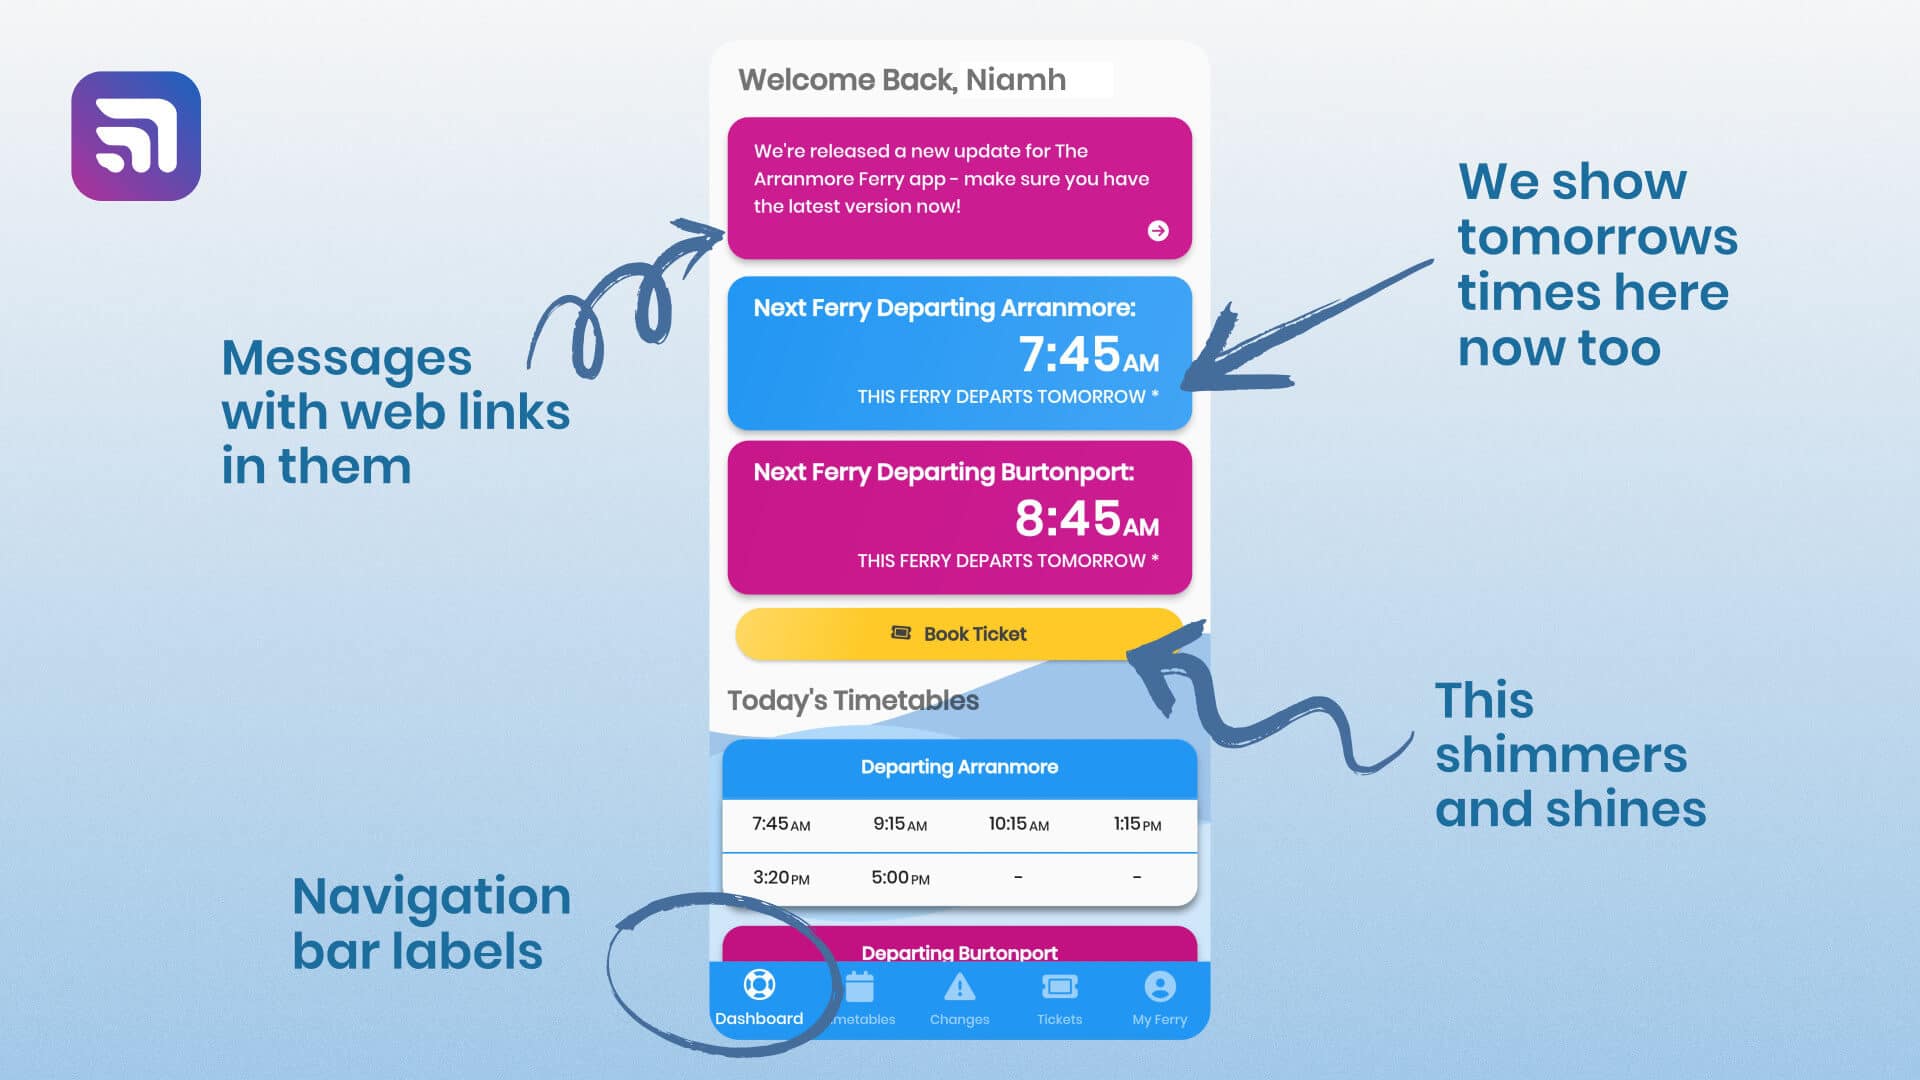 Welcome Back, Niamh
We're released a new update for The
Arranmore Ferry app - make sure you have
the latest version now!
Messages
with web links
in them
We show
tomorrows
times here
now too
Next Ferry Departing Arranmore:
7:45AM
THIS FERRY DEPARTS TOMORROW *
Next Ferry Departing Burtonport:
8:45AM
THIS FERRY DEPARTS TOMORROW *
Book Ticket
This
shimmers
and shines
Today's Timetables
Departing Arranmore
7:45AM 9:15AM 10:15AM 1:15PM
3:20PM 5:00PM - -
Navigation
bar labels
Departing Burtonport
Dashboard Timetables Changes Tickets My Ferry